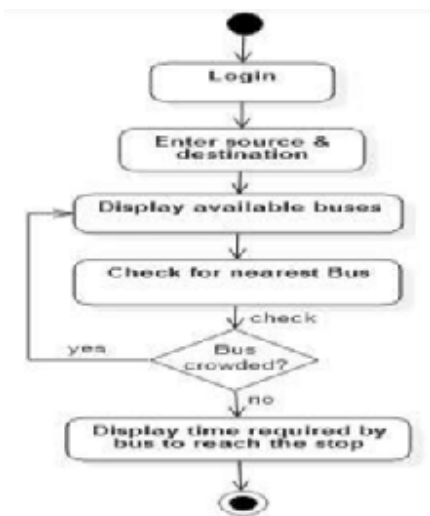 Login
Enter source &
destination
Display available buses
Check for nearest Bus
check
yes
Bus
crowded?
no
Display time required by
bus to reach the stop